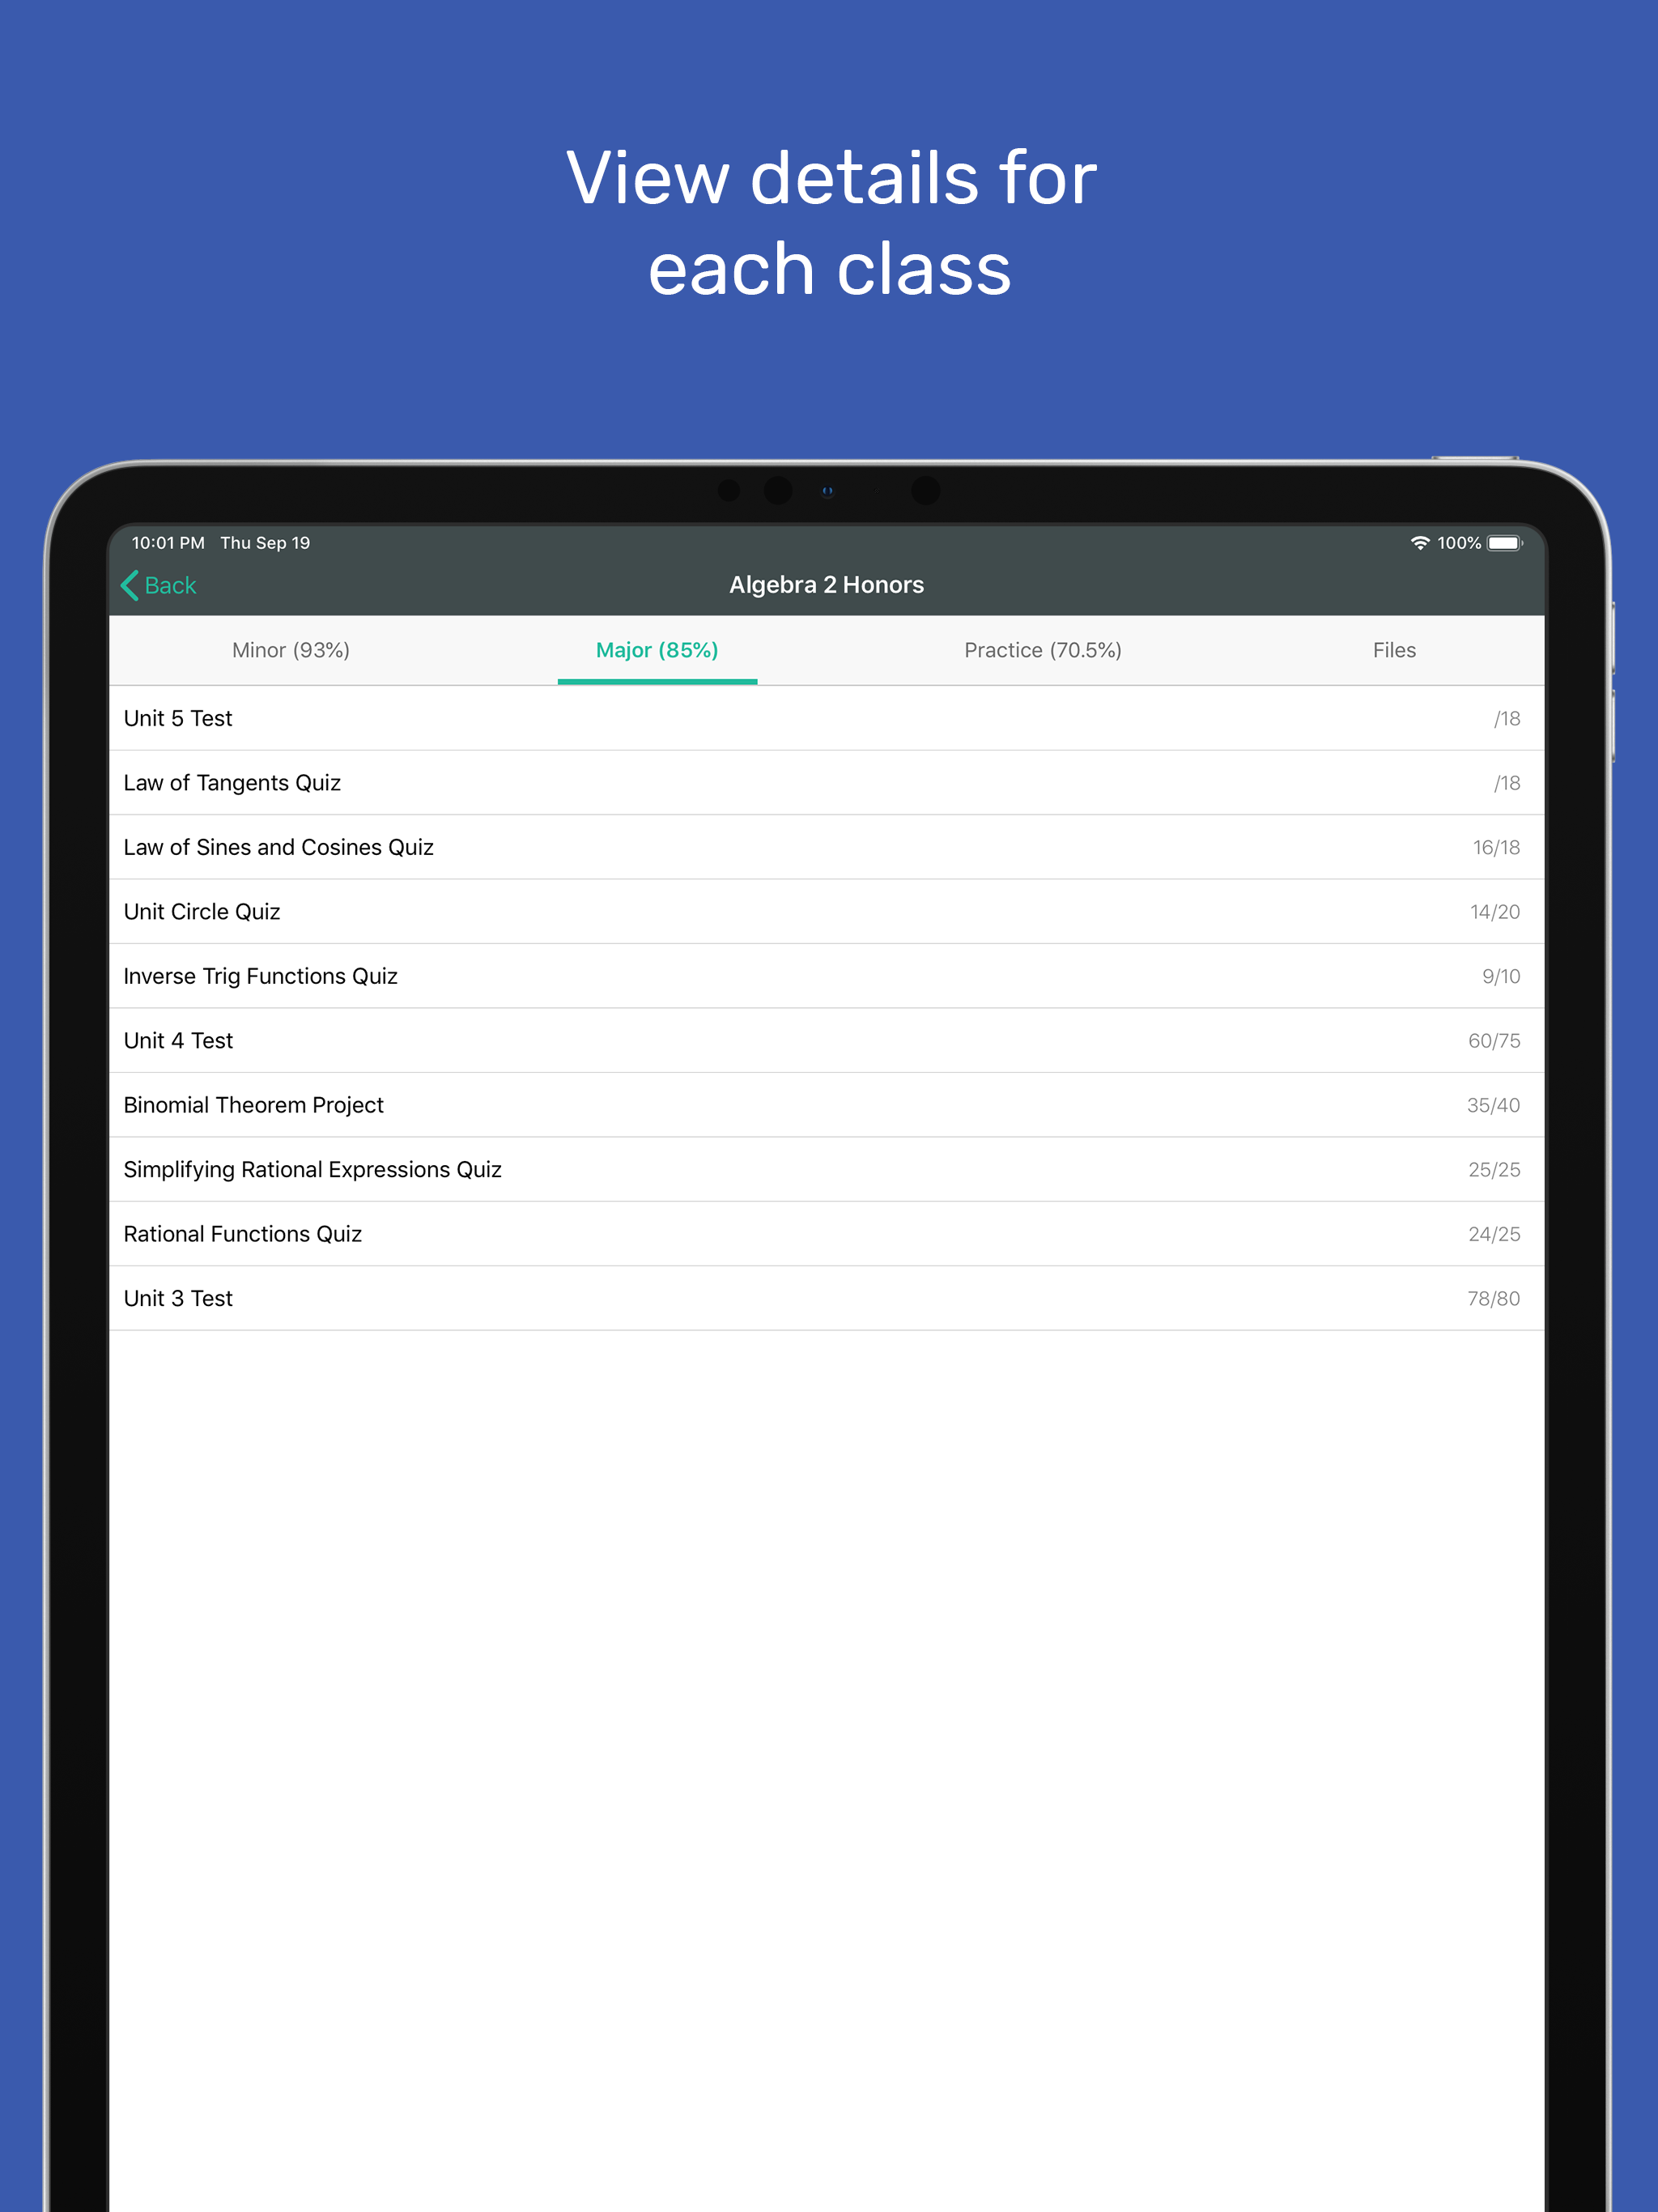 View details for
each class
10:01 PM Thu Sep 19 100%
Back Algebra 2 Honors
Minor (93%) Major (85%) Practice (70.5%) Files
Unit 5 Test /18
Law of Tangents Quiz /18
Law of Sines and Cosines Quiz 16/18
Unit Circle Quiz 14/20
Inverse Trig Functions Quiz 9/10
Unit 4 Test 60/75
Binomial Theorem Project 35/40
Simplifying Rational Expressions Quiz 25/25
Rational Functions Quiz 24/25
Unit 3 Test 78/80